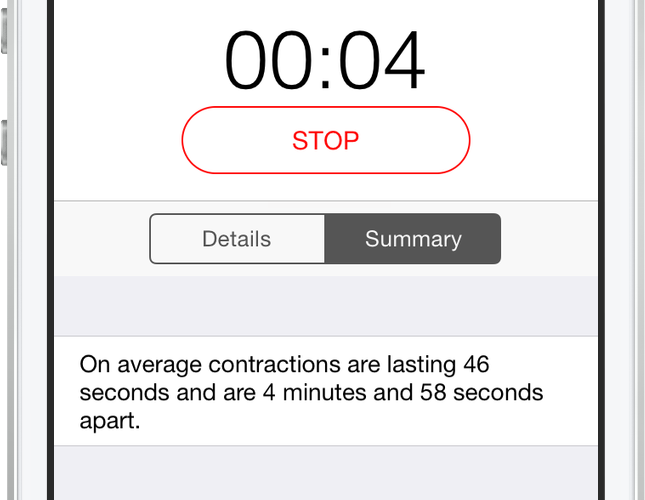 00:04
STOP
Details
Summary
On average contractions are lasting 46
seconds and are 4 minutes and 58 seconds
apart.